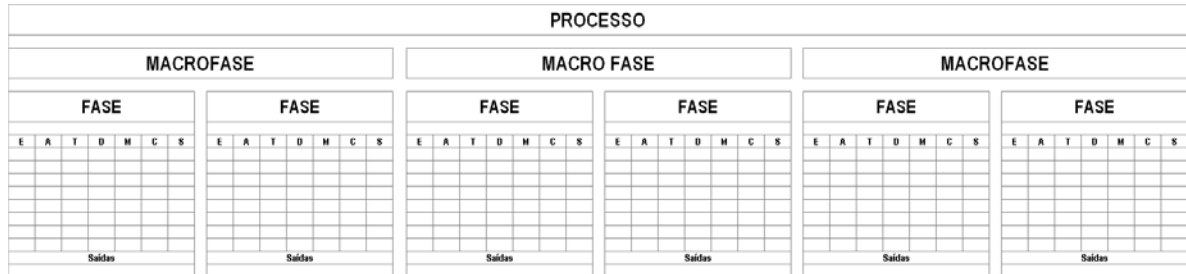 PROCESSO
MACROFASE MACRO FASE MACROFASE
FASE FASE FASE FASE FASE FASE
E A T D M C S E A T D M C S E A T D M C S E A T D M C S E A T D M C S E A T D M C S
Saídas Saídas Saídas Saídas Saídas Saídas